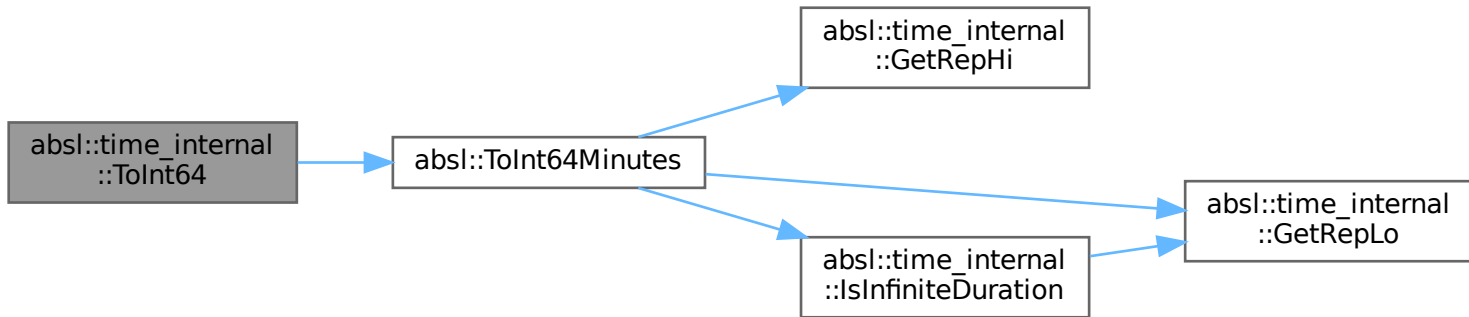 absl::time_internal
::ToInt64
absl::ToInt64Minutes
absl::time_internal
::GetRepHi
absl::time_internal
::IsInfiniteDuration
absl::time_internal
::GetRepLo